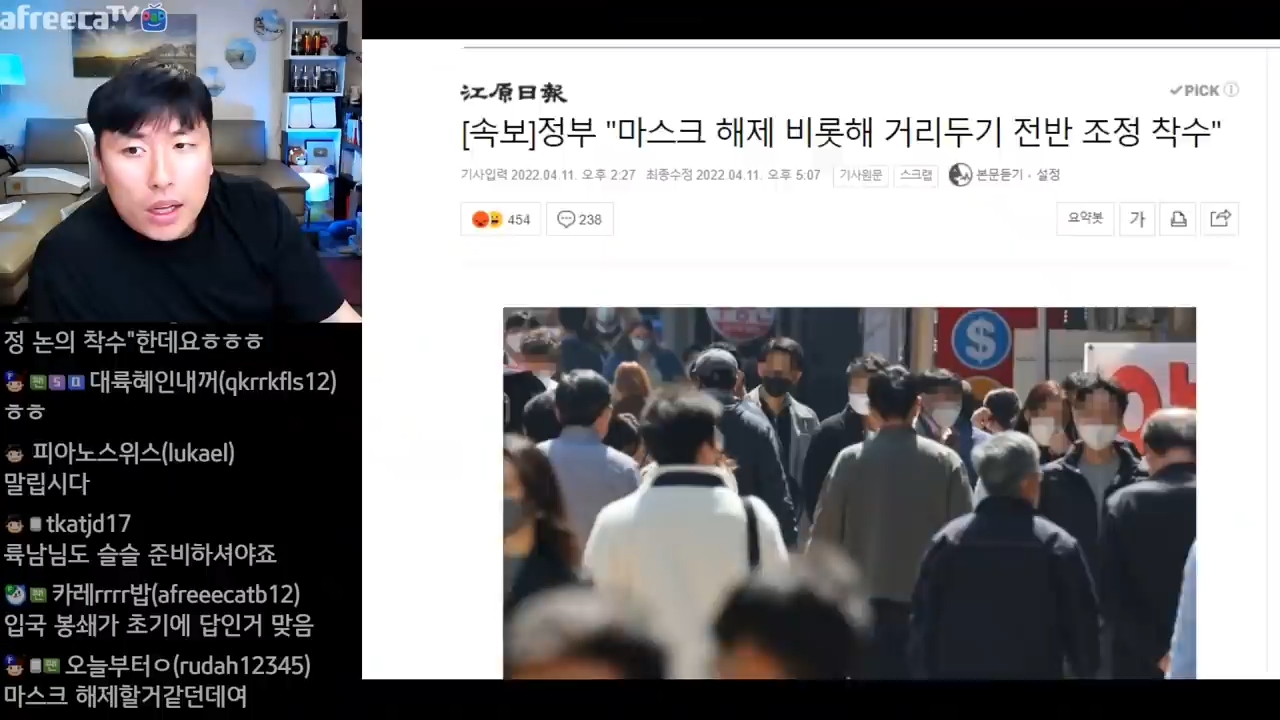 afreecaTV
江原日報
✓PICK ⓘ
[속보]정부 "마스크 해제 비롯해 거리두기 전반 조정 착수"
기사입력 2022.04.11. 오후 2:27 최종수정 2022.04.11. 오후 5:07 기사원문 스크랩 본문듣기 · 설정
454 238 요약봇 가
$
정 논의 착수"한데요ㅎㅎㅎ
팬 5 대륙혜인내꺼(qkrrkfls12)
ㅎㅎ
피아노스위스(lukael)
말립시다
tkatjd17
륙남님도 슬슬 준비하셔야죠
팬 카레rrrr밥(afreeecatb12)
입국 봉쇄가 초기에 답인거 맞음
팬 오늘부터ㅇ(rudah12345)
마스크 해제할거같던데여